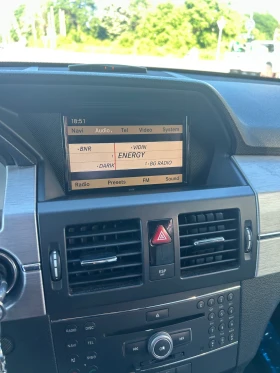 18:51
Navi Audio Tel Video System
-BNR -VIDIN
ENERGY
-DARIK -BG RADIO
Radio Presets FM Sound